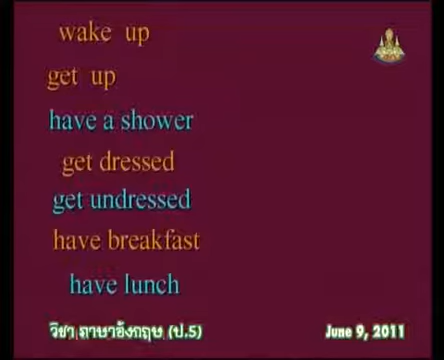 wake up
get up
have a shower
get dressed
get undressed
have breakfast
have lunch
วิชา ภาษาอังกฤษ (ป.5)
June 9, 2011